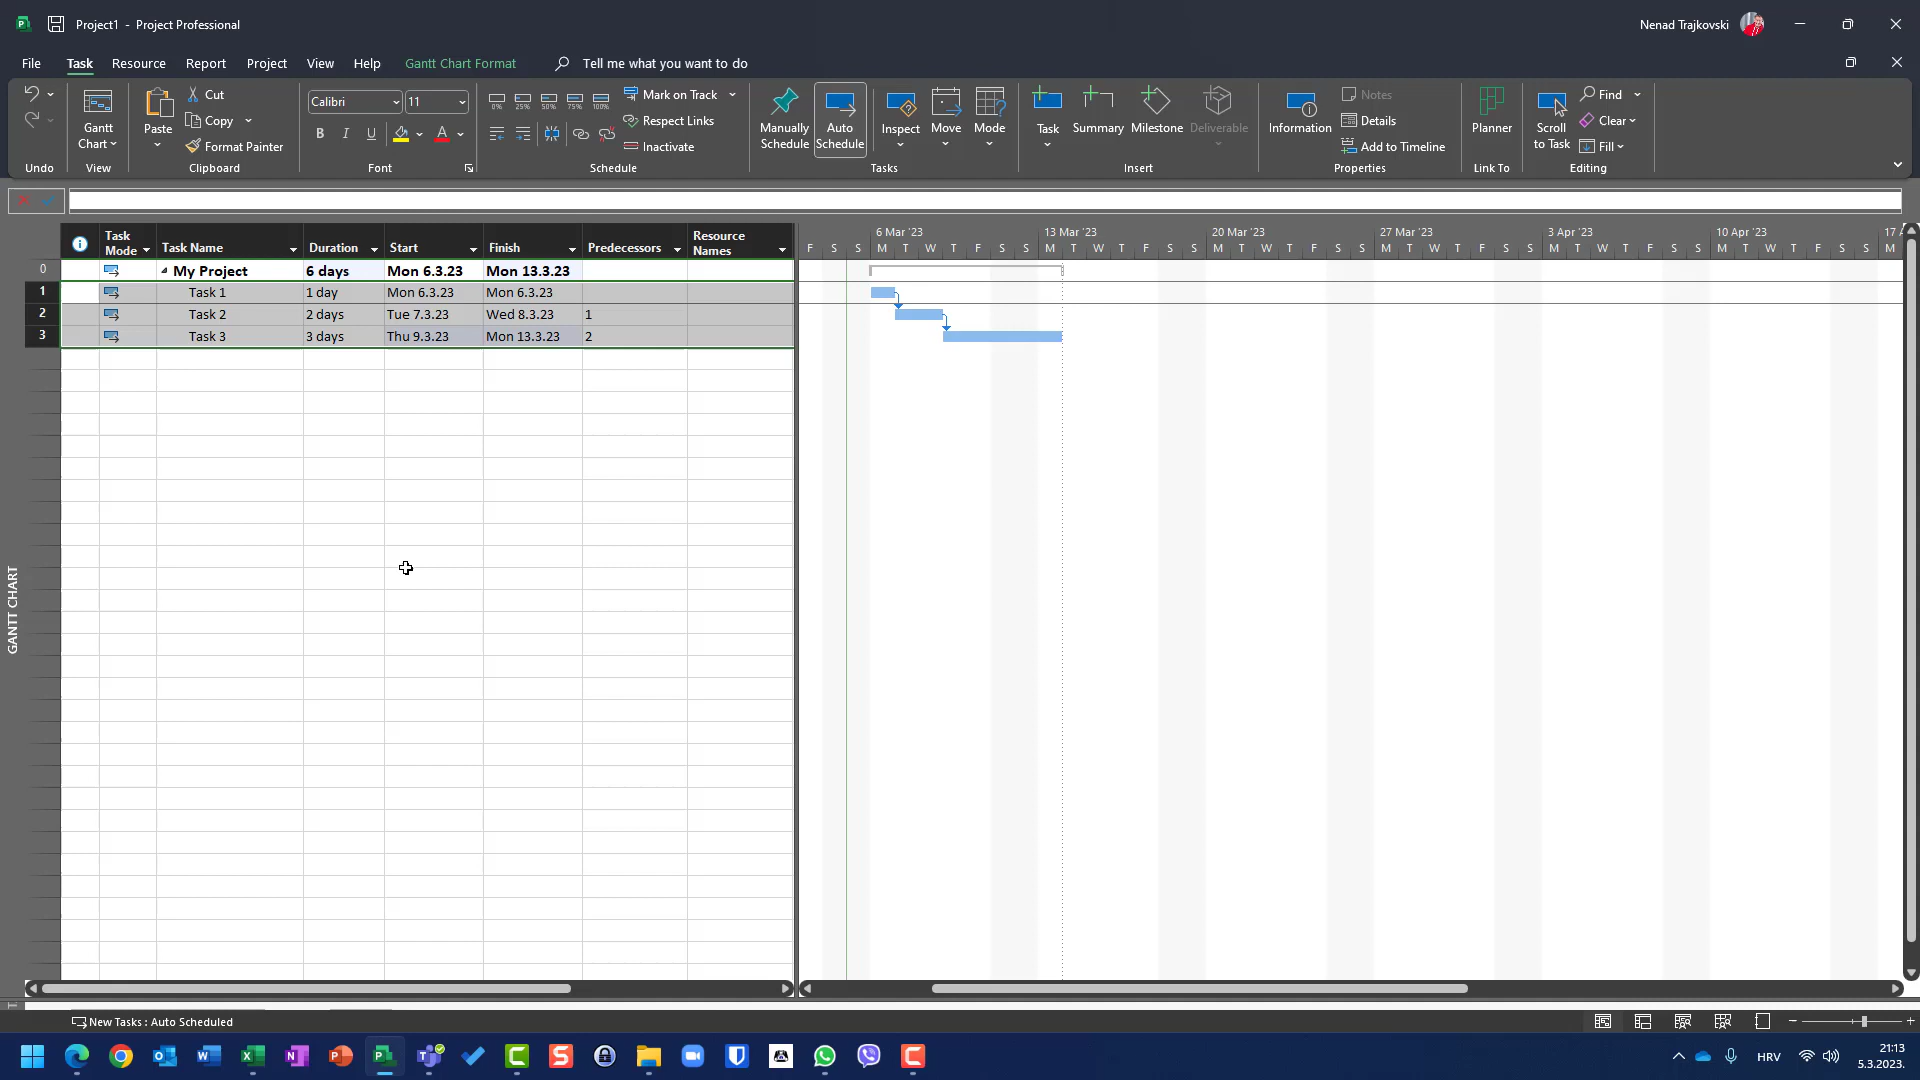 Project1 - Project Professional
Nenad Trajkovski
File Task Resource Report Project View Help Gantt Chart Format Tell me what you want to do
Undo
Gantt
Chart
View
Paste
Cut
Copy
Format Painter
Clipboard
Calibri 11
B I U A
Font
0% 25% 50% 75% 100%
Mark on Track
Respect Links
Inactivate
Schedule
Manually
Schedule
Auto
Schedule
Inspect
Move
Mode
Tasks
Task
Summary
Milestone
Deliverable
Insert
Information
Notes
Details
Add to Timeline
Properties
Planner
Link To
Scroll
to Task
Find
Clear
Fill
Editing
Task
Mode
Task Name
Duration
Start
Finish
Predecessors
Resource
Names
6 Mar '23 13 Mar '23 20 Mar '23 27 Mar '23 3 Apr '23 10 Apr '23 17 A
F S S M T W T F S S M T W T F S S M T W T F S S M T W T F S S M T W T F S S M T W T F S S M
0 My Project 6 days Mon 6.3.23 Mon 13.3.23
1 Task 1 1 day Mon 6.3.23 Mon 6.3.23
2 Task 2 2 days Tue 7.3.23 Wed 8.3.23 1
3 Task 3 3 days Thu 9.3.23 Mon 13.3.23 2
GANTT CHART
New Tasks : Auto Scheduled
HRV
21:13
5.3.2023.